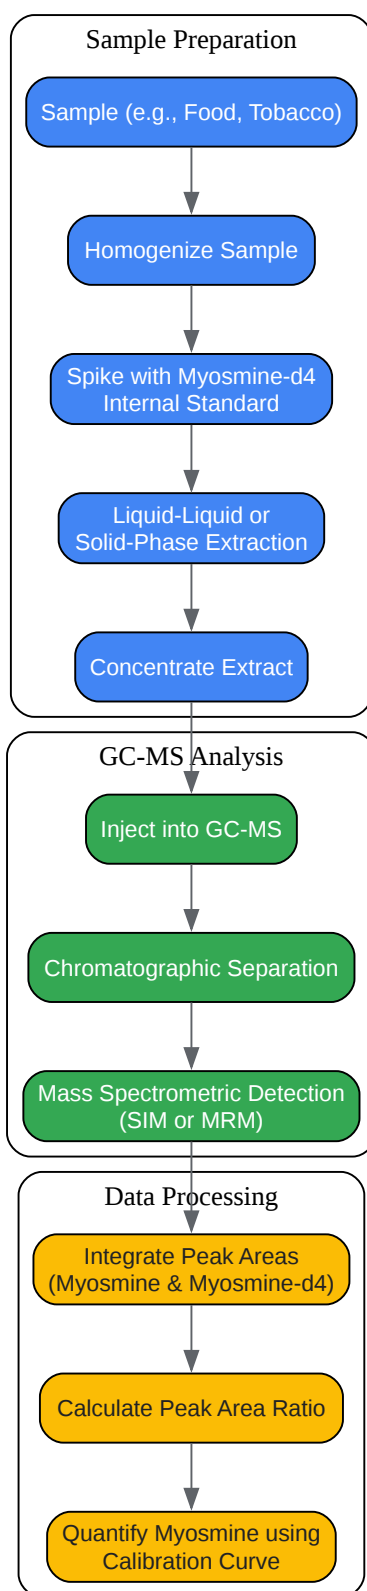 Sample Preparation
Sample (e.g., Food, Tobacco)
Homogenize Sample
Spike with Myosmine-d4
Internal Standard
Liquid-Liquid or
Solid-Phase Extraction
Concentrate Extract
GC-MS Analysis
Inject into GC-MS
Chromatographic Separation
Mass Spectrometric Detection
(SIM or MRM)
Data Processing
Integrate Peak Areas
(Myosmine & Myosmine-d4)
Calculate Peak Area Ratio
Quantify Myosmine using
Calibration Curve